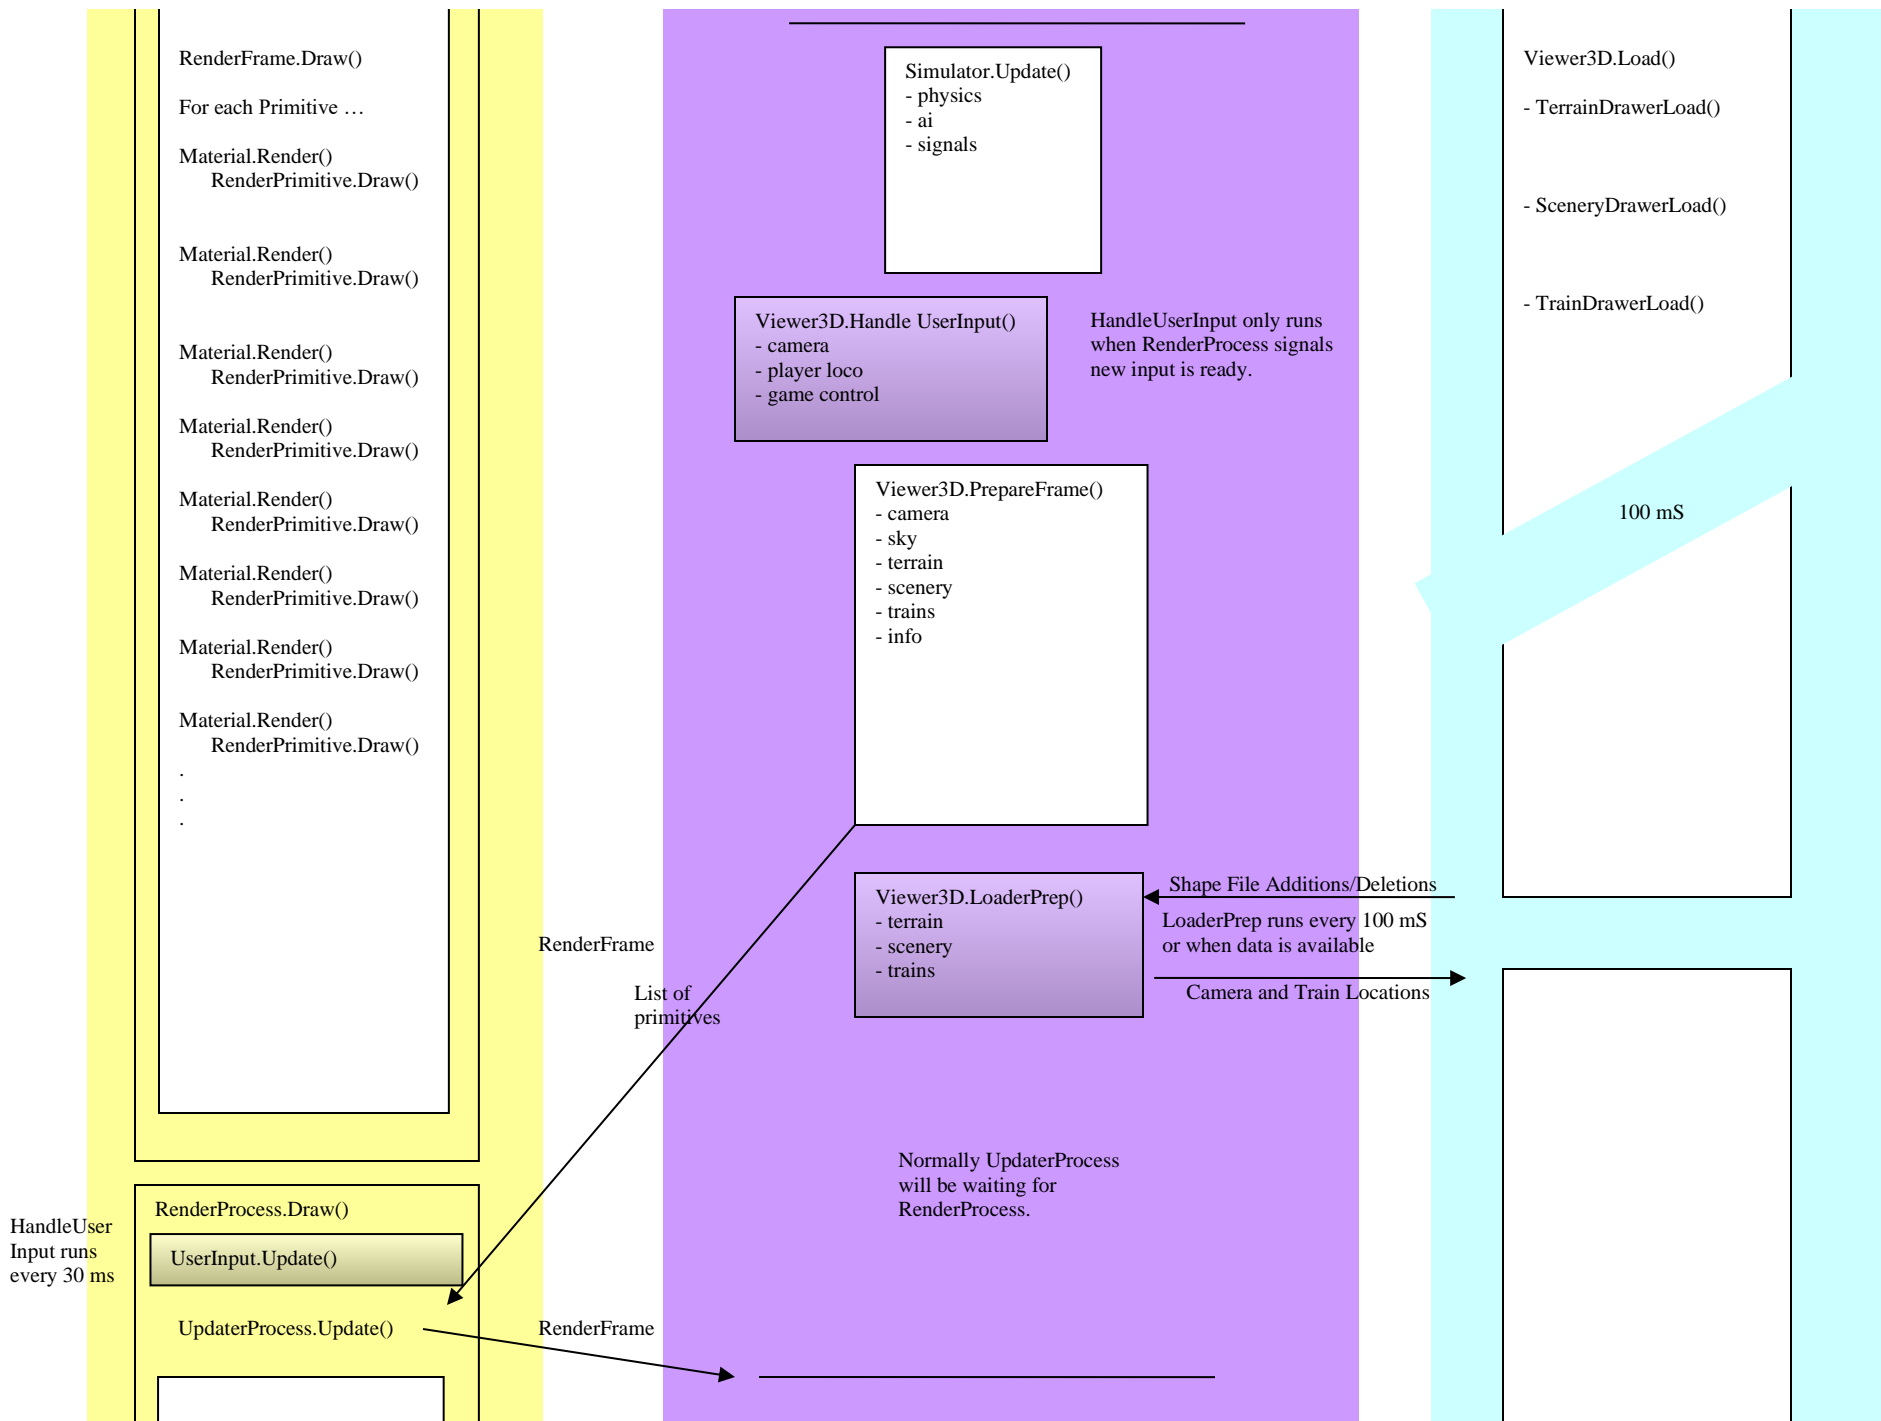 RenderFrame.Draw()
For each Primitive …
Material.Render()
RenderPrimitive.Draw()
Material.Render()
RenderPrimitive.Draw()
Material.Render()
RenderPrimitive.Draw()
Material.Render()
RenderPrimitive.Draw()
Material.Render()
RenderPrimitive.Draw()
Material.Render()
RenderPrimitive.Draw()
Material.Render()
RenderPrimitive.Draw()
Material.Render()
RenderPrimitive.Draw()
.
.
.
RenderProcess.Draw()
HandleUser
Input runs
every 30 ms
UserInput.Update()
UpdaterProcess.Update()
RenderFrame
List of
primitives
RenderFrame
Simulator.Update()
- physics
- ai
- signals
Viewer3D.Handle UserInput()
- camera
- player loco
- game control
HandleUserInput only runs
when RenderProcess signals
new input is ready.
Viewer3D.PrepareFrame()
- camera
- sky
- terrain
- scenery
- trains
- info
Viewer3D.LoaderPrep()
- terrain
- scenery
- trains
Shape File Additions/Deletions
LoaderPrep runs every 100 mS
or when data is available
Camera and Train Locations
Normally UpdaterProcess
will be waiting for
RenderProcess.
Viewer3D.Load()
- TerrainDrawerLoad()
- SceneryDrawerLoad()
- TrainDrawerLoad()
100 mS